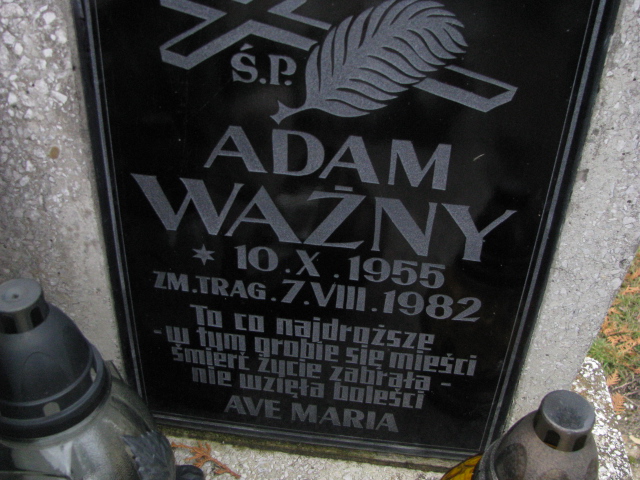 Ś.P.
ADAM
WAŻNY
* 10.X.1955
ZM.TRAG.7.VIII.1982
To co najdroższe
-w tym grobie się mieści
śmierć życie zabrała -
nie wzięła boleści
AVE MARIA